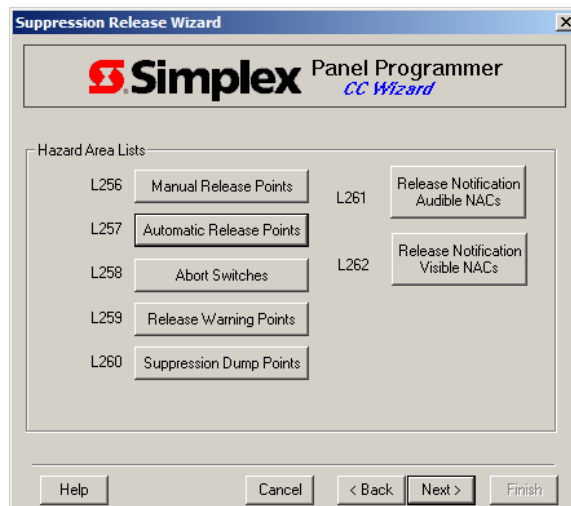 Suppression Release Wizard
Simplex Panel Programmer
CC Wizard
Hazard Area Lists
L256 Manual Release Points
L257 Automatic Release Points
L258 Abort Switches
L259 Release Warning Points
L260 Suppression Dump Points
L261 Release Notification
Audible NACs
L262 Release Notification
Visible NACs
Help Cancel < Back Next > Finish